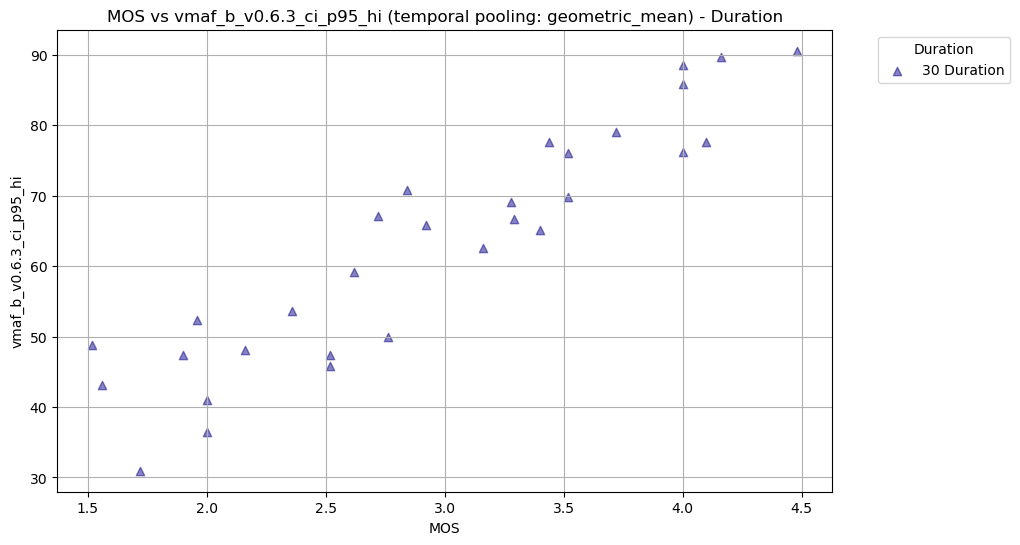 MOS vs vmaf_b_v0.6.3_ci_p95_hi (temporal pooling: geometric_mean) - Duration
Duration
30 Duration
vmaf_b_v0.6.3_ci_p95_hi
90
80
70
60
50
40
30
1.5 2.0 2.5 3.0 3.5 4.0 4.5
MOS